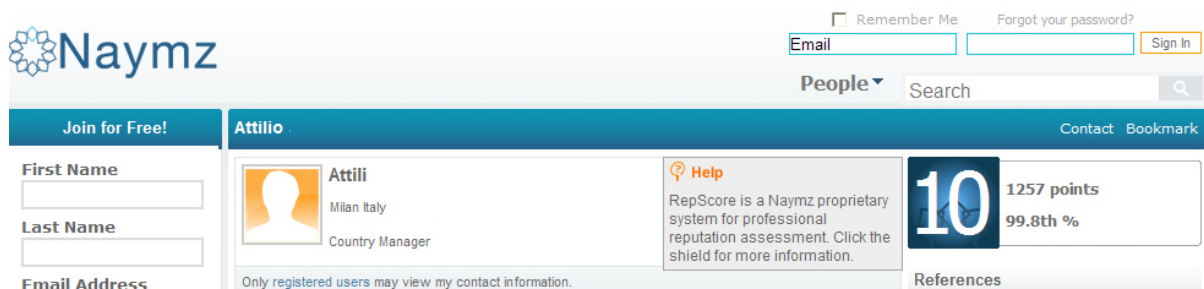 Remember Me Forgot your password?
Naymz
Email Sign In
People Search
Join for Free!
Attilio
Contact Bookmark
First Name
Last Name
Email Address
Attili
Milan Italy
Country Manager
Only registered users may view my contact information.
Help
RepScore is a Naymz proprietary
system for professional
reputation assessment. Click the
shield for more information.
10
1257 points
99.8th %
References